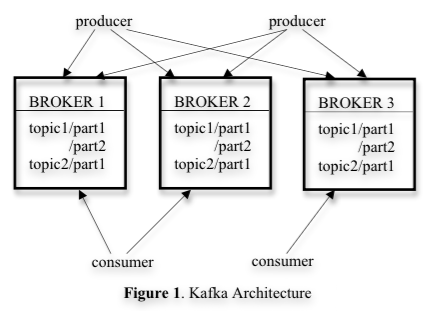 producer producer
BROKER 1 BROKER 2 BROKER 3
topic1/part1 topic1/part1 topic1/part1
/part2 /part2 /part2
topic2/part1 topic2/part1 topic2/part1
consumer consumer
Figure 1. Kafka Architecture